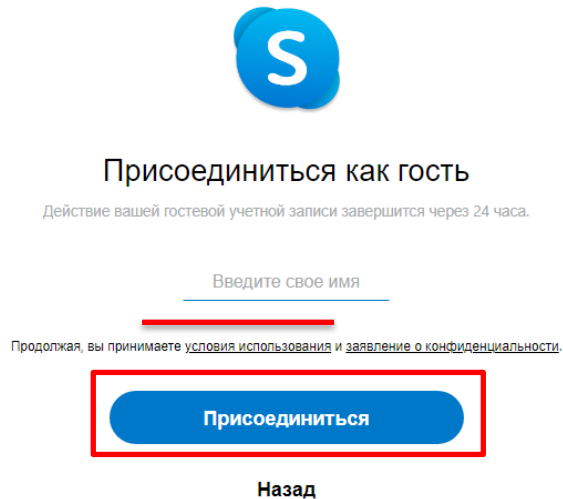 S
Присоединиться как гость
Действие вашей гостевой учетной записи завершится через 24 часа.
Введите свое имя
Продолжая, вы принимаете условия использования и заявление о конфиденциальности.
Присоединиться
Назад